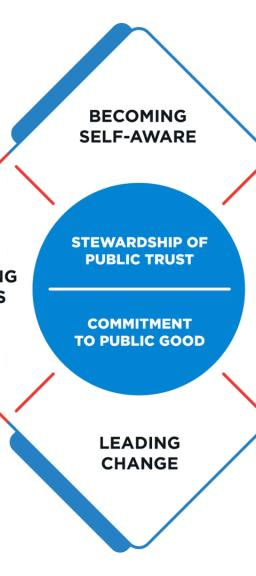 BECOMING
SELF-AWARE
STEWARDSHIP OF
PUBLIC TRUST
COMMITMENT
TO PUBLIC GOOD
LEADING
CHANGE